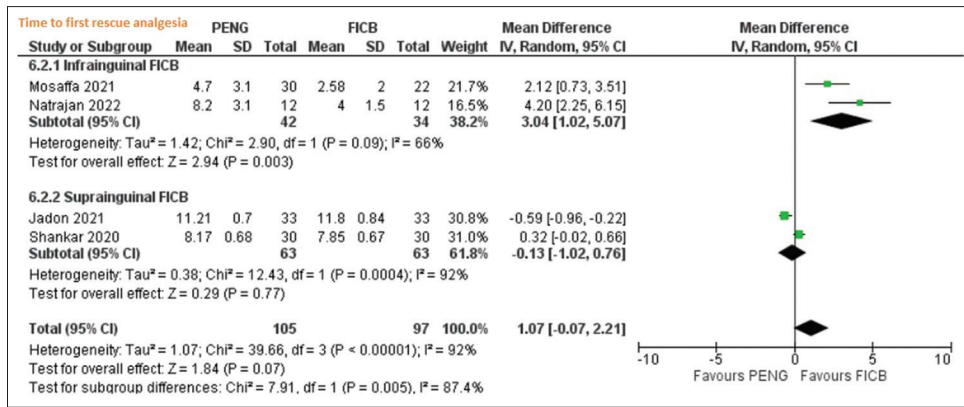 Time to first rescue analgesia
PENG FICB Mean Difference Mean Difference
Study or Subgroup Mean SD Total Mean SD Total Weight IV, Random, 95% CI IV, Random, 95% CI
6.2.1 Infrainguinal FICB
Mosaffa 2021 4.7 3.1 30 2.58 2 22 21.7% 2.12 [0.73, 3.51]
Natrajan 2022 8.2 3.1 12 4 1.5 12 16.5% 4.20 [2.25, 6.15]
Subtotal (95% CI) 42 34 38.2% 3.04 [1.02, 5.07]
Heterogeneity: Tau² = 1.42; Chi² = 2.90, df = 1 (P = 0.09); I² = 66%
Test for overall effect: Z = 2.94 (P = 0.003)
6.2.2 Suprainguinal FICB
Jadon 2021 11.21 0.7 33 11.8 0.84 33 30.8% -0.59 [-0.96, -0.22]
Shankar 2020 8.17 0.68 30 7.85 0.67 30 31.0% 0.32 [-0.02, 0.66]
Subtotal (95% CI) 63 63 61.8% -0.13 [-1.02, 0.76]
Heterogeneity: Tau² = 0.38; Chi² = 12.43, df = 1 (P = 0.0004); I² = 92%
Test for overall effect: Z = 0.29 (P = 0.77)
Total (95% CI) 105 97 100.0% 1.07 [-0.07, 2.21]
Heterogeneity: Tau² = 1.07; Chi² = 39.66, df = 3 (P < 0.00001); I² = 92%
Test for overall effect: Z = 1.84 (P = 0.07)
Test for subgroup differences: Chi² = 7.91, df = 1 (P = 0.005), I² = 87.4%
-10 -5 0 5 10
Favours PENG Favours FICB